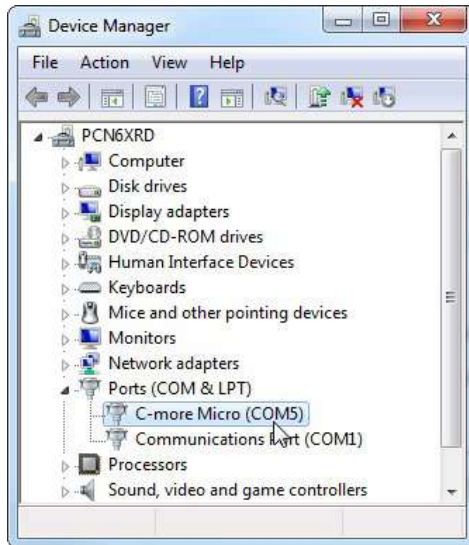 Device Manager
File Action View Help
PCN6XRD
Computer
Disk drives
Display adapters
DVD/CD-ROM drives
Human Interface Devices
Keyboards
Mice and other pointing devices
Monitors
Network adapters
Ports (COM & LPT)
C-more Micro (COM5)
Communications Port (COM1)
Processors
Sound, video and game controllers